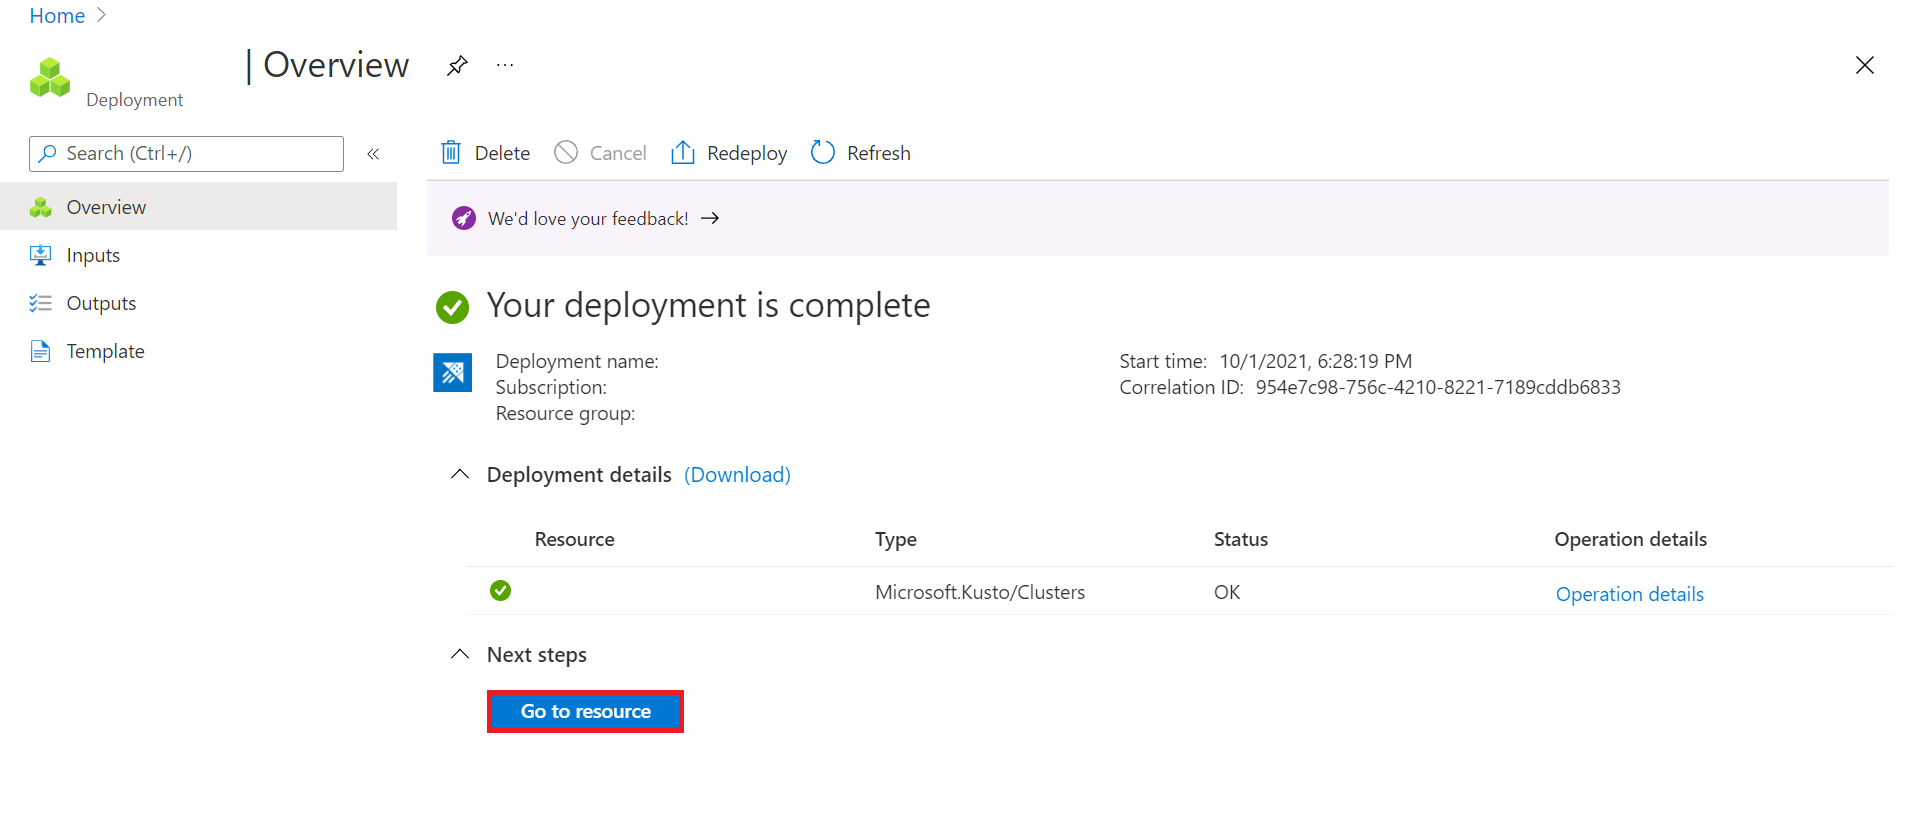 Home
| Overview
...
Deployment
Search (Ctrl+/)
«
Delete
Cancel
Redeploy
Refresh
Overview
Inputs
Outputs
Template
We'd love your feedback! →
Your deployment is complete
Deployment name:
Subscription:
Resource group:
Start time: 10/1/2021, 6:28:19 PM
Correlation ID: 954e7c98-756c-4210-8221-7189cddb6833
Deployment details (Download)
Resource Type Status Operation details
Microsoft.Kusto/Clusters OK Operation details
Next steps
Go to resource